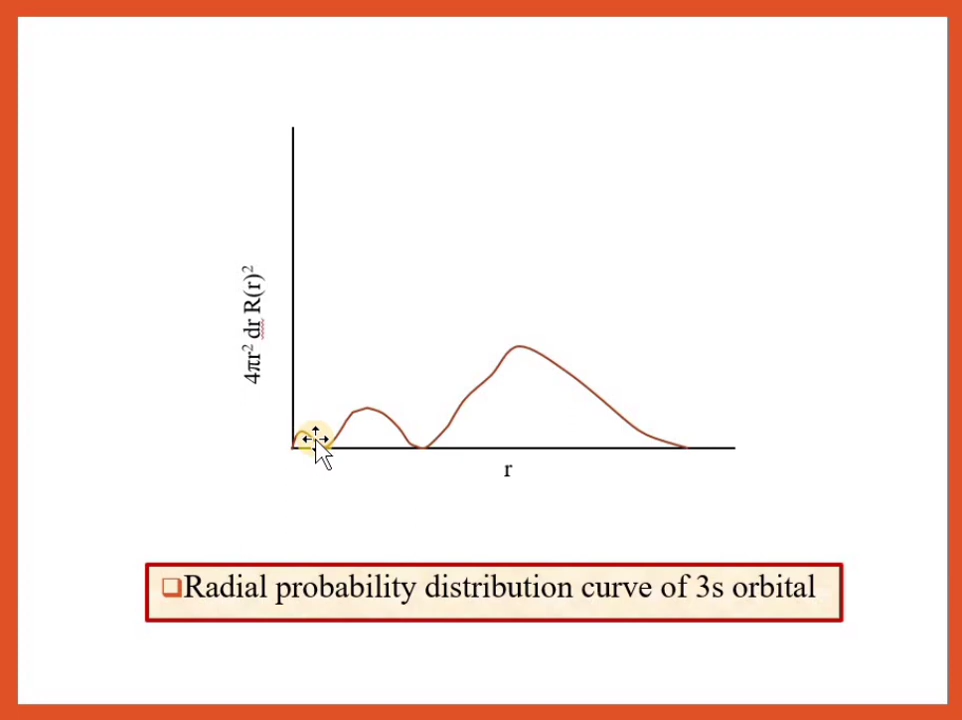 4πr² dr R(r)²
r
❑Radial probability distribution curve of 3s orbital